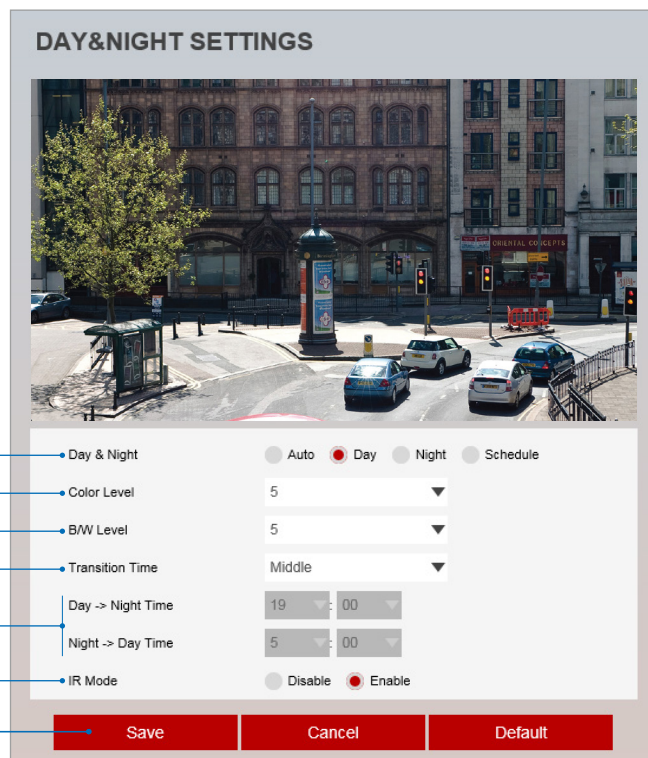 DAY&NIGHT SETTINGS
ORIENTAL CONCEPTS
Day & Night Auto Day Night Schedule
Color Level 5
B/W Level 5
Transition Time Middle
Day -> Night Time 19 : 00
Night -> Day Time 5 : 00
IR Mode Disable Enable
Save Cancel Default